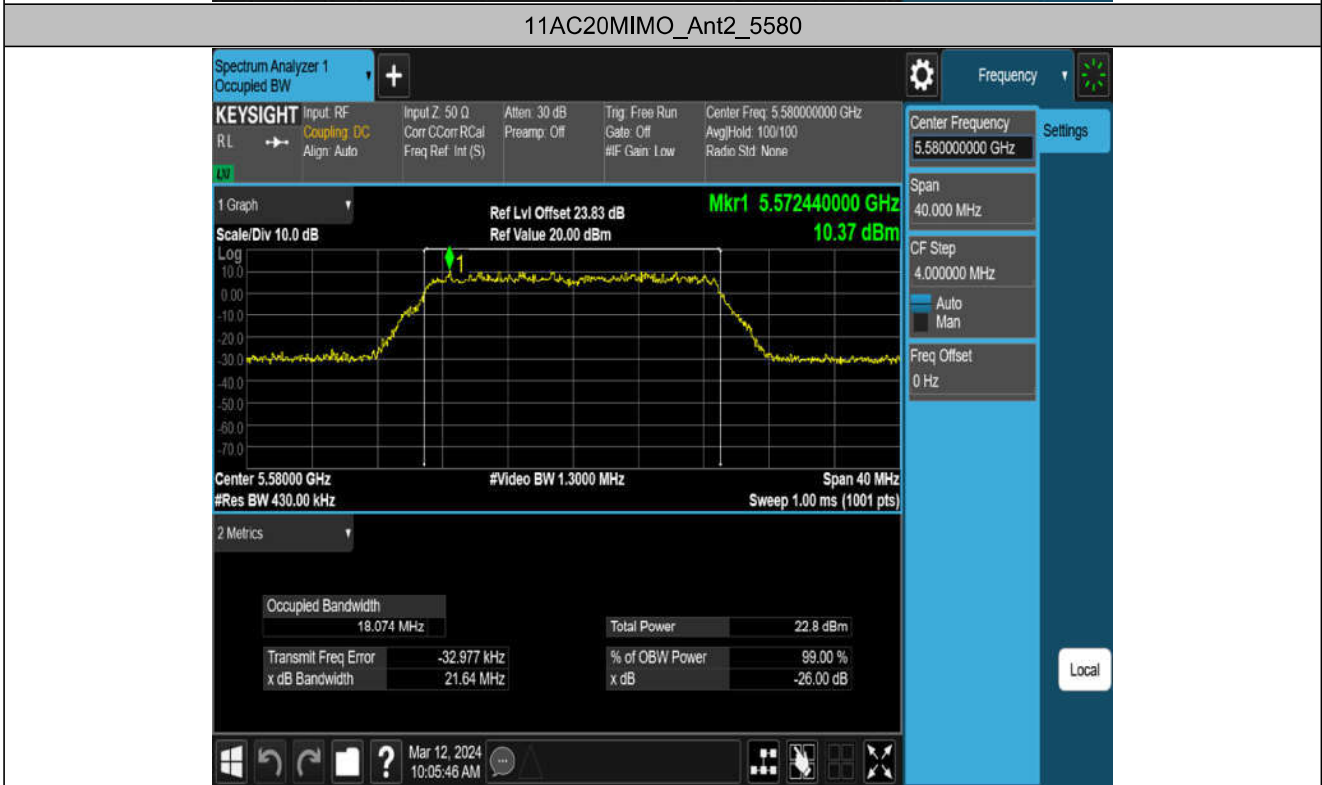 11AC20MIMO_Ant2_5580
Spectrum Analyzer 1
Occupied BW
Frequency
KEYSIGHT
RL
Input: RF
Coupling: DC
Align: Auto
Input Z: 50 Ω
Corr CCorr RCal
Freq Ref: Int (S)
Atten: 30 dB
Preamp: Off
Trig: Free Run
Gate: Off
#IF Gain: Low
Center Freq: 5.580000000 GHz
Avg|Hold: 100/100
Radio Std: None
Center Frequency
5.580000000 GHz
Settings
Span
40.000 MHz
CF Step
4.000000 MHz
Auto
Man
Freq Offset
0 Hz
1 Graph
Scale/Div 10.0 dB
Ref Lvl Offset 23.83 dB
Ref Value 20.00 dBm
Mkr1 5.572440000 GHz
10.37 dBm
Log
10.0
0.00
-10.0
-20.0
-30.0
-40.0
-50.0
-60.0
-70.0
1
Center 5.58000 GHz
#Video BW 1.3000 MHz
Span 40 MHz
#Res BW 430.00 kHz
Sweep 1.00 ms (1001 pts)
2 Metrics
Occupied Bandwidth
18.074 MHz
Total Power 22.8 dBm
Transmit Freq Error -32.977 kHz
% of OBW Power 99.00 %
x dB Bandwidth 21.64 MHz
x dB -26.00 dB
Local
?
Mar 12, 2024
10:05:46 AM